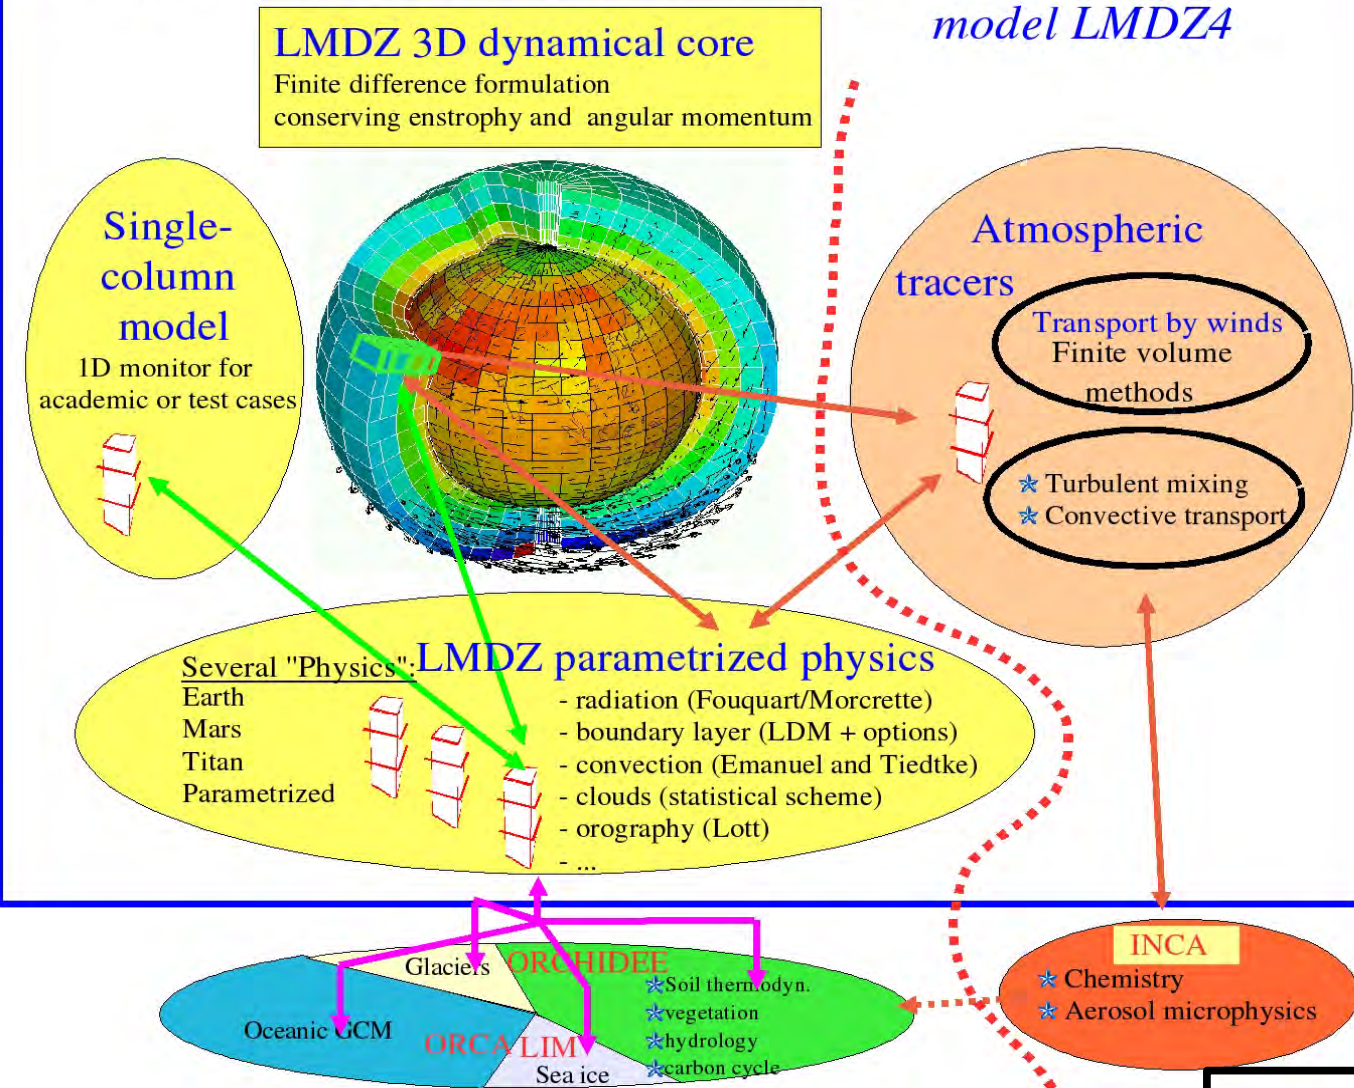 model LMDZ4
LMDZ 3D dynamical core
Finite difference formulation
conserving enstrophy and angular momentum
Single-
column
model
1D monitor for
academic or test cases
Atmospheric
tracers
Transport by winds
Finite volume
methods
Turbulent mixing
Convective transport
LMDZ parametrized physics
Several "Physics":
Earth
Mars
Titan
Parametrized
- radiation (Fouquart/Morcrette)
- boundary layer (LDM + options)
- convection (Emanuel and Tiedtke)
- clouds (statistical scheme)
- orography (Lott)
- ...
Glaciers
ORCHIDEE
Soil thermodyn.
vegetation
hydrology
carbon cycle
Oceanic GCM
ORCA LIM
Sea ice
INCA
Chemistry
Aerosol microphysics